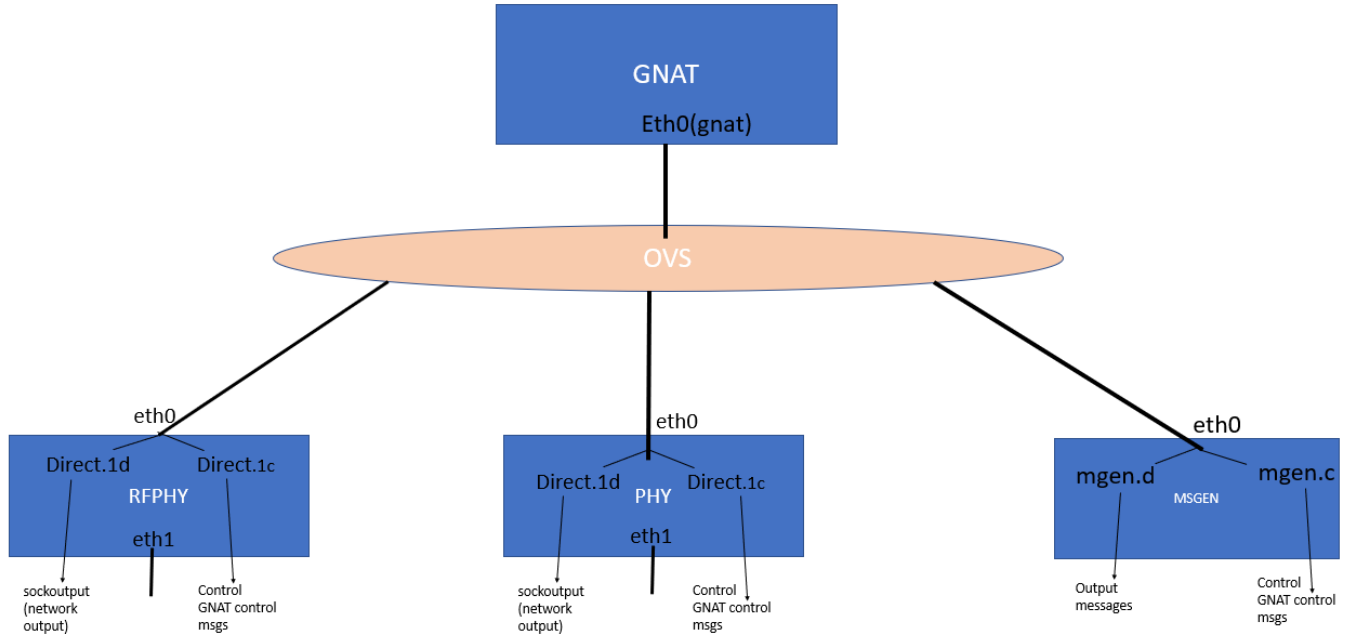 GNAT
Eth0(gnat)
OVS
eth0
Direct.1d
Direct.1c
RFPHY
eth1
sockoutput
(network
output)
Control
GNAT control
msgs
eth0
Direct.1d
Direct.1c
PHY
eth1
sockoutput
(network
output)
Control
GNAT control
msgs
eth0
mgen.d
mgen.c
MSGEN
Output
messages
Control
GNAT control
msgs